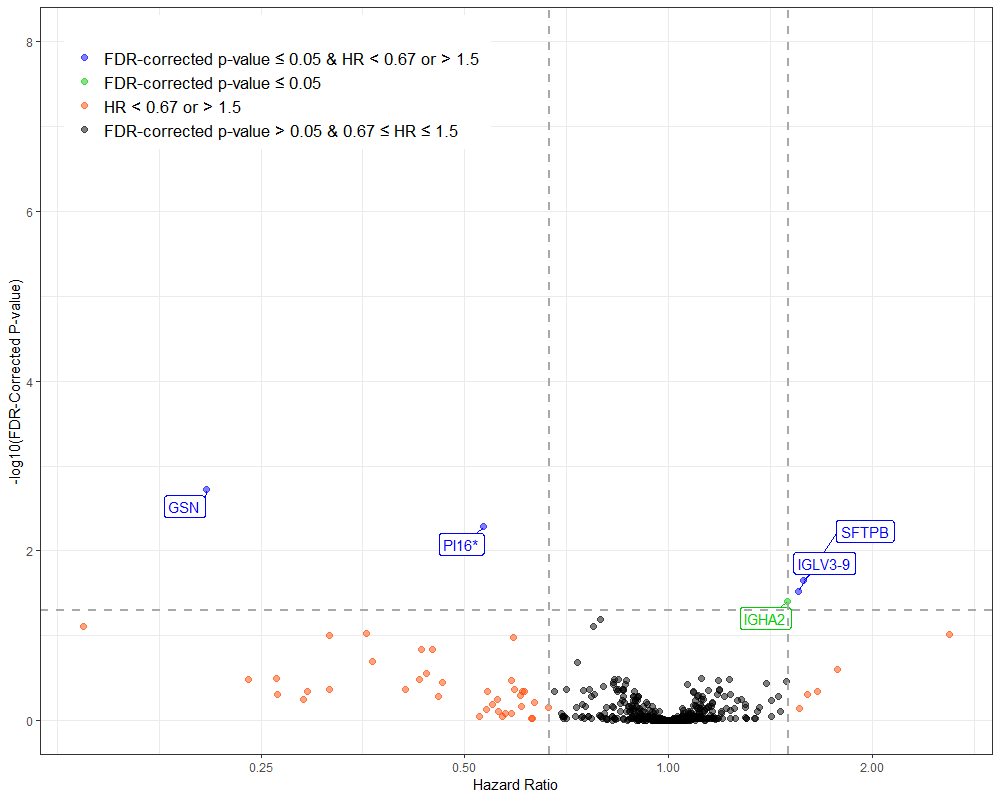 8
FDR-corrected p-value ≤ 0.05 & HR < 0.67 or > 1.5
FDR-corrected p-value ≤ 0.05
HR < 0.67 or > 1.5
FDR-corrected p-value > 0.05 & 0.67 ≤ HR ≤ 1.5
6
-log10(FDR-Corrected P-value)
4
GSN
PI16*
SFTPB
2
IGLV3-9
IGHA2
0
0.25 0.50 1.00 2.00
Hazard Ratio